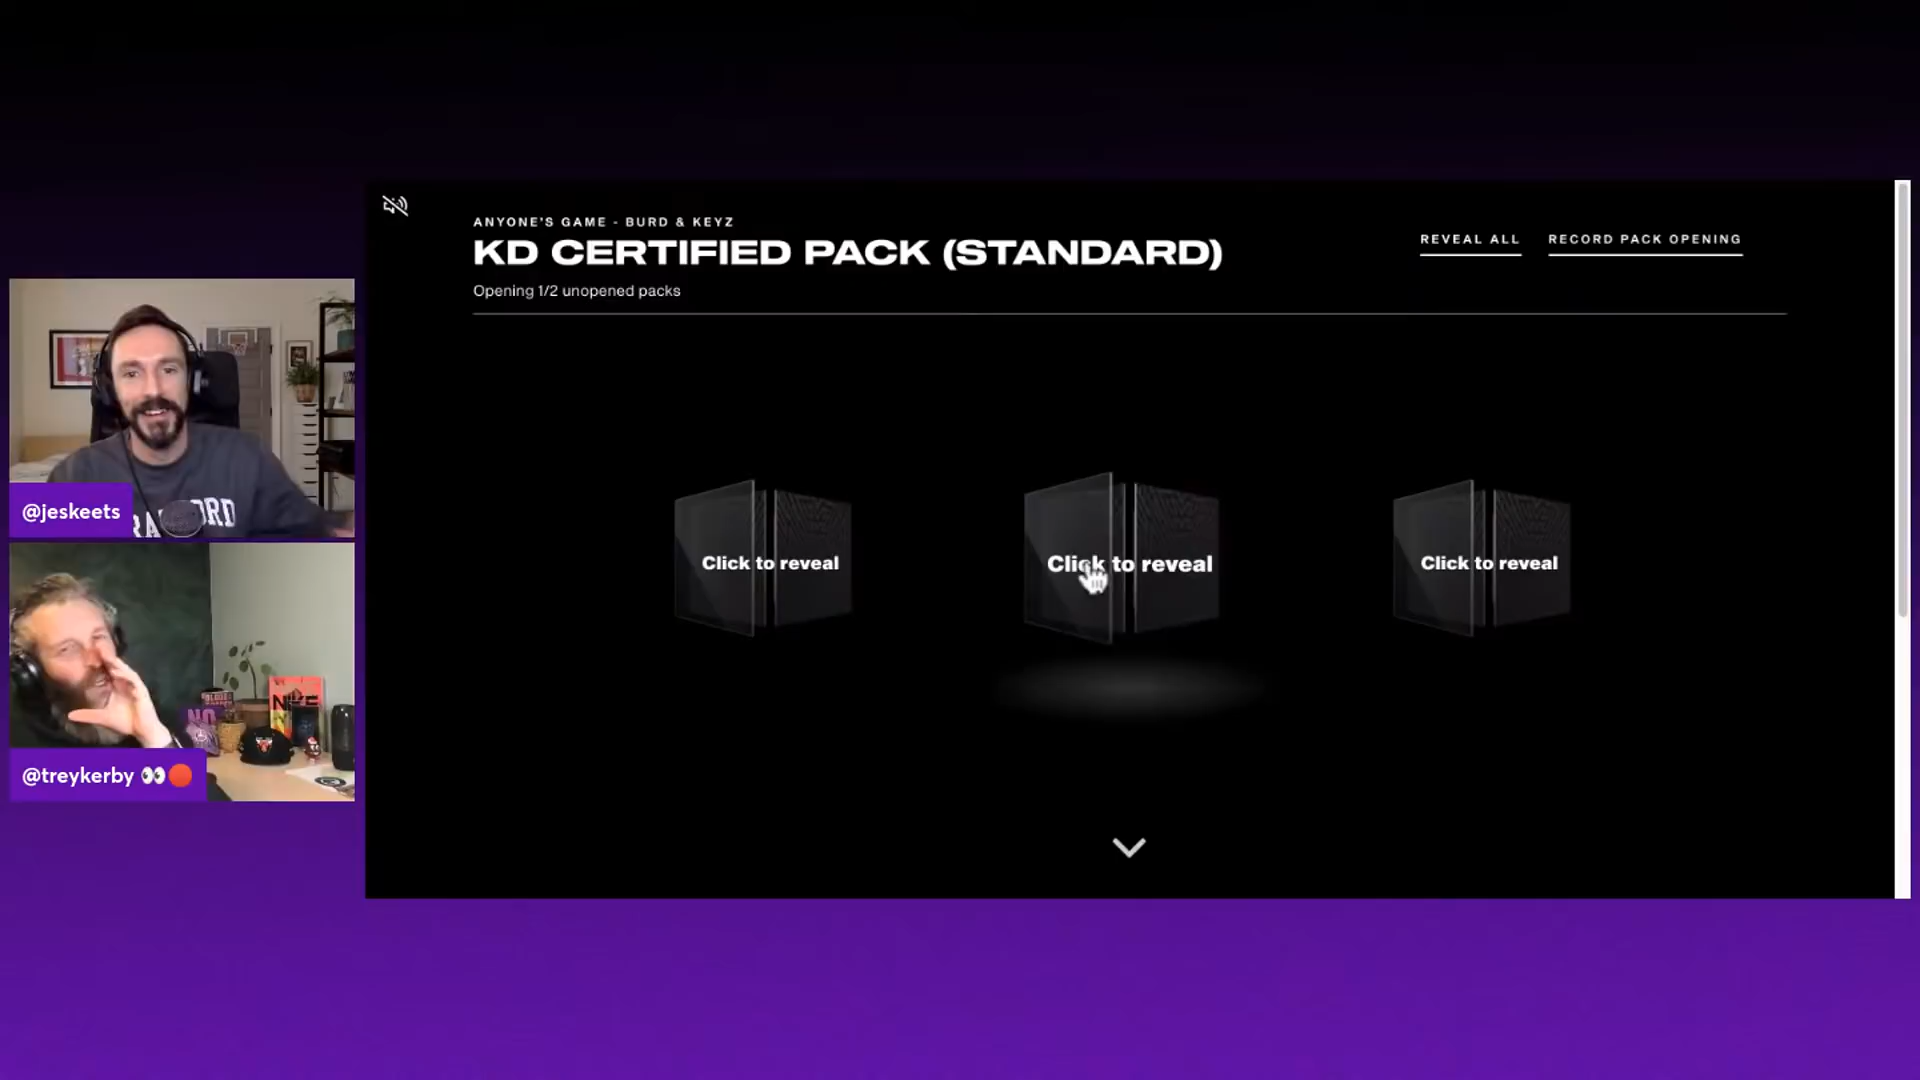 ANYONE'S GAME - BURD & KEYZ
KD CERTIFIED PACK (STANDARD)
Opening 1/2 unopened packs
REVEAL ALL
RECORD PACK OPENING
Click to reveal
Click to reveal
Click to reveal
@jeskeets
@treykerby 👀🔴